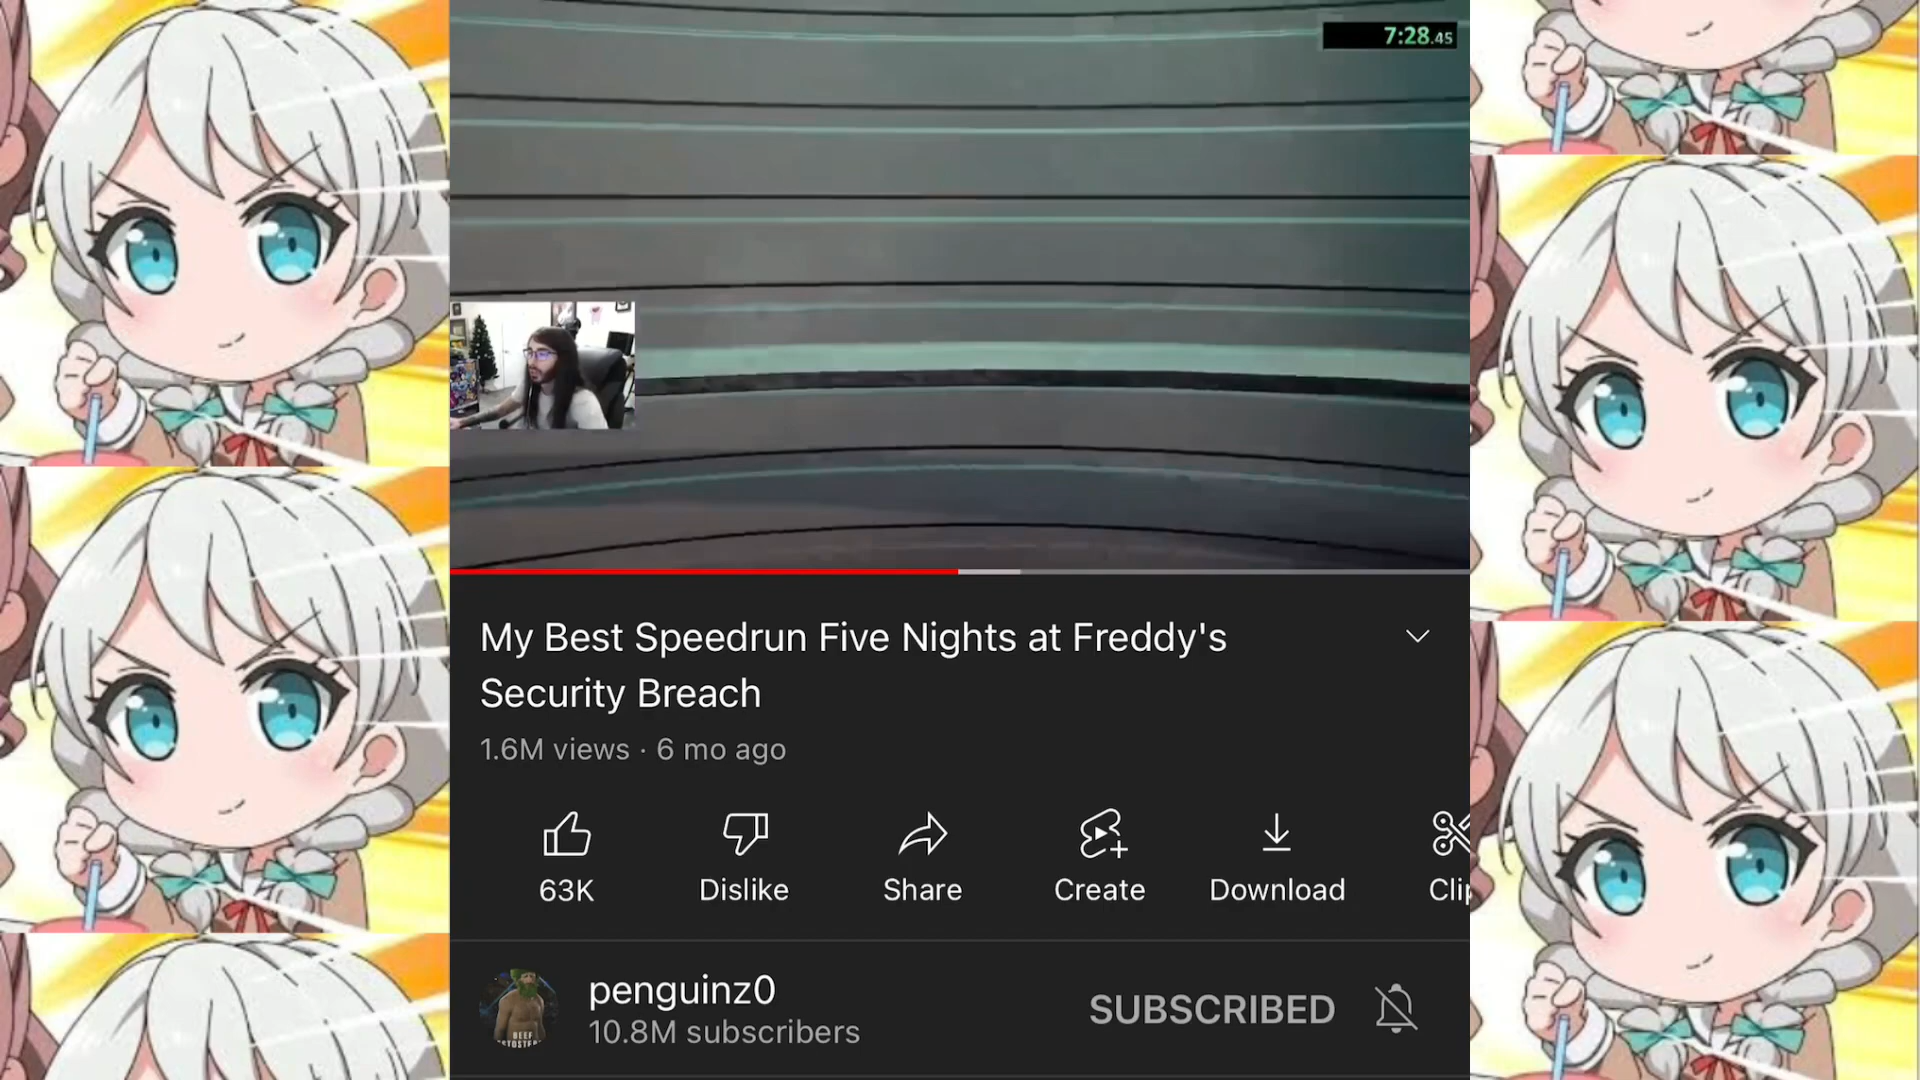 7:28.45
My Best Speedrun Five Nights at Freddy's
Security Breach
1.6M views · 6 mo ago
63K
Dislike
Share
Create
Download
Clip
penguinz0
10.8M subscribers
SUBSCRIBED
BEEF